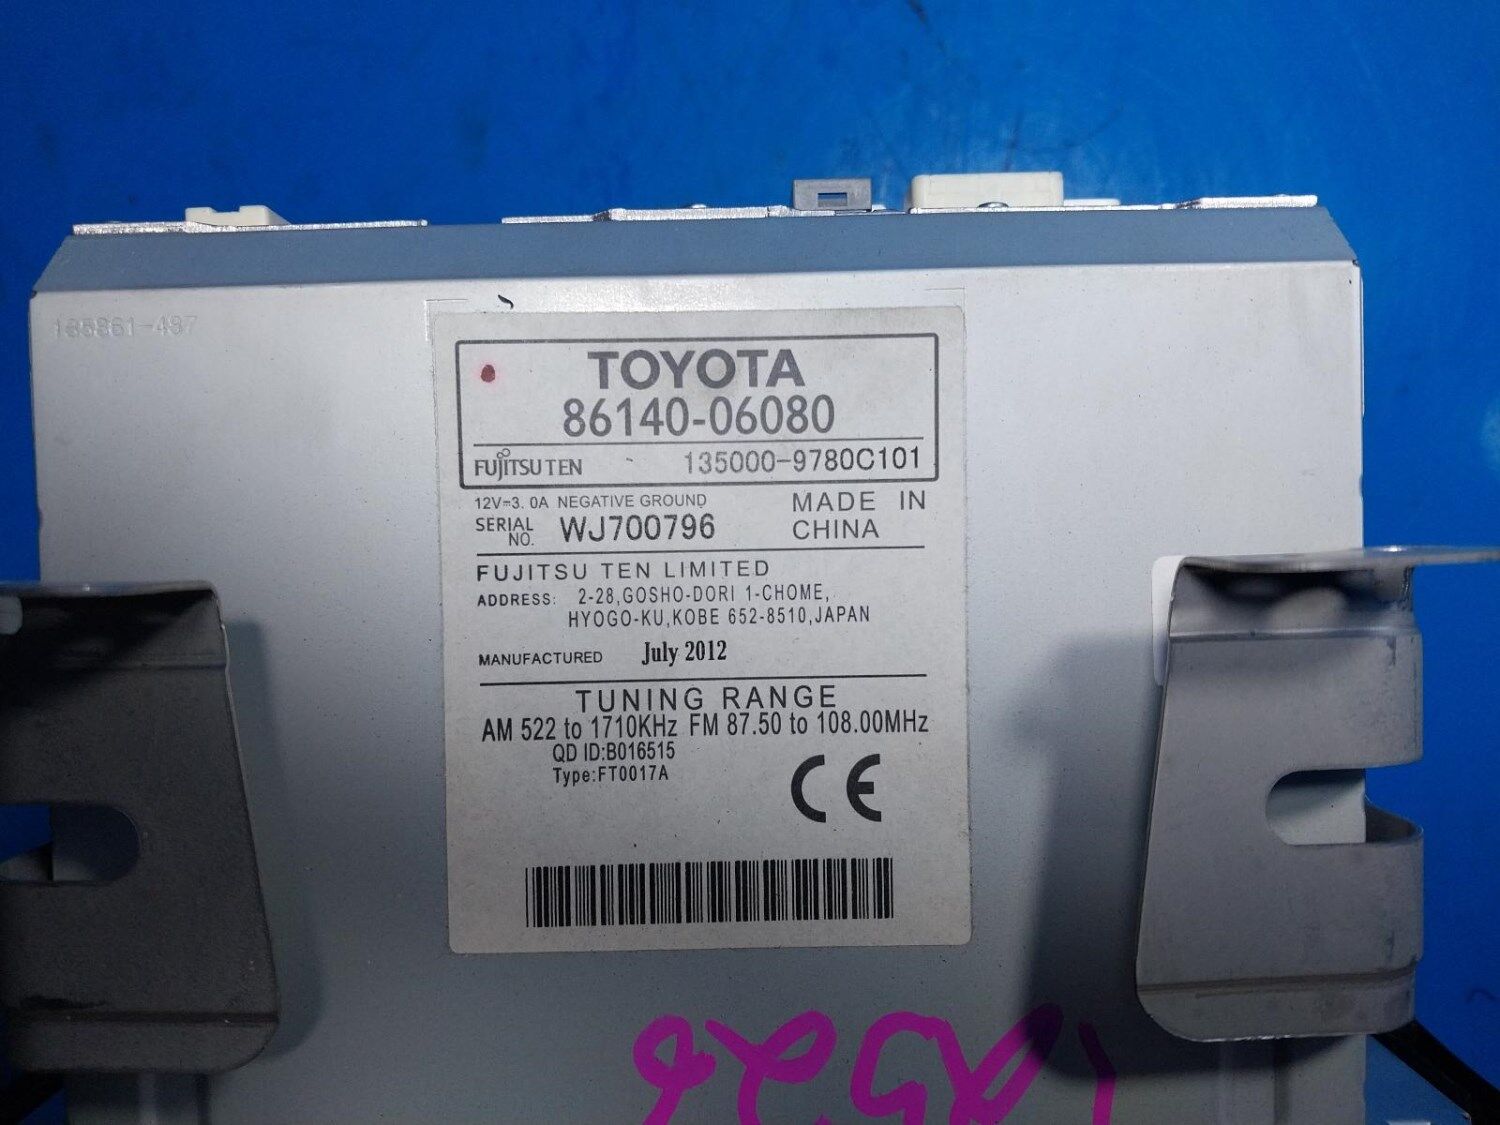 135361-497
TOYOTA
86140-06080
FUJITSU TEN 135000-9780C101
12V⎓3.0A NEGATIVE GROUND
MADE IN CHINA
SERIAL NO. WJ700796
FUJITSU TEN LIMITED
ADDRESS: 2-28,GOSHO-DORI 1-CHOME,
HYOGO-KU,KOBE 652-8510,JAPAN
MANUFACTURED July 2012
TUNING RANGE
AM 522 to 1710KHz FM 87.50 to 108.00MHz
QD ID:B016515
Type:FT0017A
CE